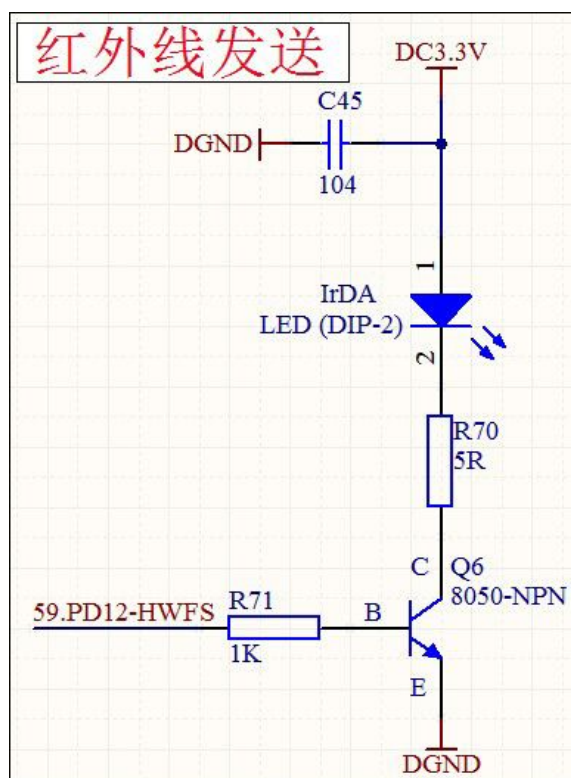 红外线发送
DC3.3V
C45
DGND
104
1
IrDA
LED (DIP-2)
2
R70
5R
C
Q6
8050-NPN
59.PD12-HWFS
R71
B
1K
E
DGND